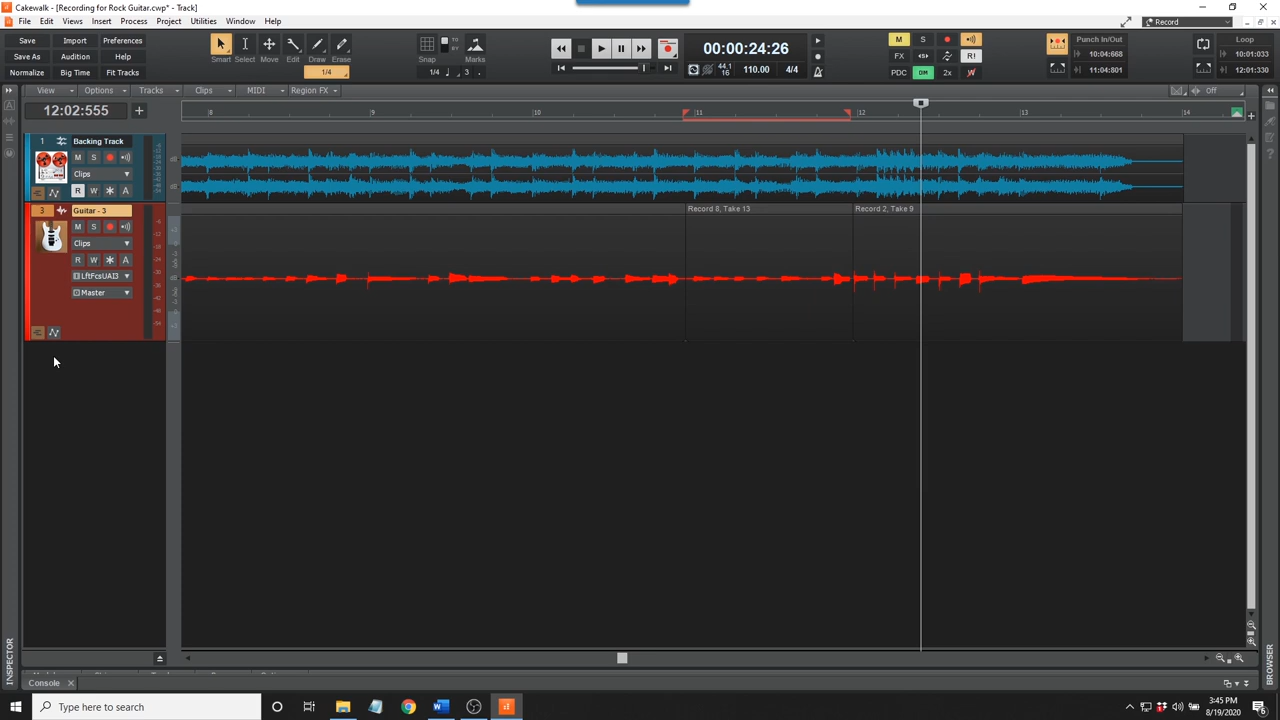 Cakewalk - [Recording for Rock Guitar.cwp* - Track]
File Edit Views Insert Process Project Utilities Window Help
Record
Save Import Preferences
Save As Audition Help
Normalize Big Time Fit Tracks
Smart Select Move Edit Draw Erase
1/4
Snap TO BY Marks
1/4 3
00:00:24:26
44.1 16 110.00 4/4
M S
FX R!
PDC DM 2x
Punch In/Out
10:04:668
11:04:801
Loop
10:01:033
12:01:330
View Options Tracks Clips MIDI Region FX
Off
12:02:555
8 9 10 11 12 13 14
1 Backing Track
M S
Clips
R W * A
3 Guitar - 3
M S
Clips
R W * A
LftFcsUAI3
Master
Record 8, Take 13
Record 2, Take 9
INSPECTOR
BROWSER
Console
Type here to search
3:45 PM
8/19/2020